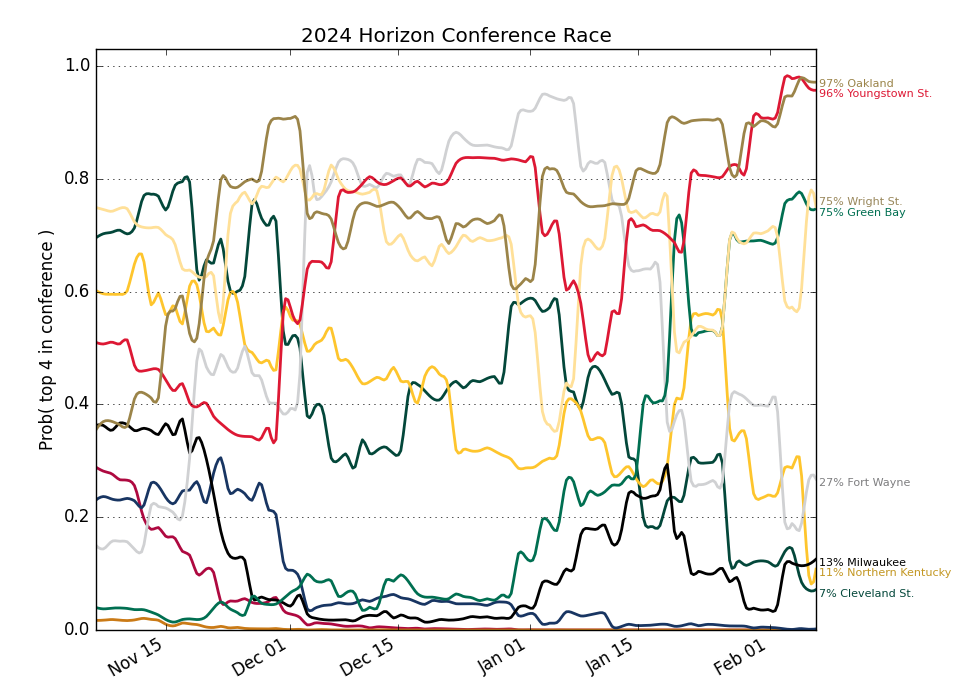 2024 Horizon Conference Race
Prob( top 4 in conference )
1.0
0.8
0.6
0.4
0.2
0.0
Nov 15
Dec 01
Dec 15
Jan 01
Jan 15
Feb 01
97% Oakland
96% Youngstown St.
75% Wright St.
75% Green Bay
27% Fort Wayne
13% Milwaukee
11% Northern Kentucky
7% Cleveland St.